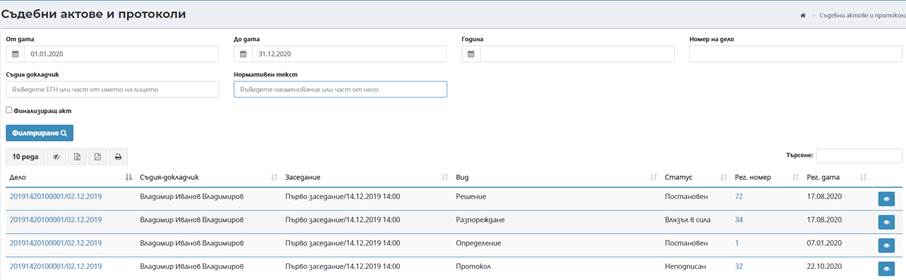 Съдебни актове и протоколи
Съдебни актове и протоколи
От дата До дата Година Номер на дело
01.01.2020 31.12.2020
Съдия докладчик Нормативен текст
Въведете ЕГН или част от името на лицето Въведете наименование или част от него
Финализиращ акт
Филтриране
10 реда Търсене:
Дело Съдия-докладчик Заседание Вид Статус Рег. номер Рег. дата
20191420100001/02.12.2019 Владимир Иванов Владимиров Първо заседание/14.12.2019 14:00 Решение Постановен 72 17.08.2020
20191420100001/02.12.2019 Владимир Иванов Владимиров Първо заседание/14.12.2019 14:00 Разпореждане Влязъл в сила 34 17.08.2020
20191420100001/02.12.2019 Владимир Иванов Владимиров Първо заседание/14.12.2019 14:00 Определение Постановен 1 07.01.2020
20191420100001/02.12.2019 Владимир Иванов Владимиров Първо заседание/14.12.2019 14:00 Протокол Неподписан 32 22.10.2020